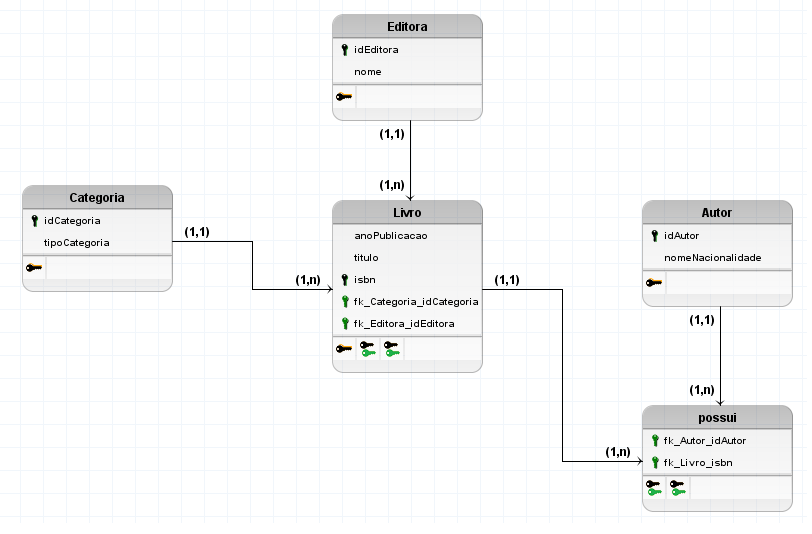 Editora
idEditora
nome
(1,1)
(1,n)
Categoria
idCategoria
tipoCategoria
(1,1)
(1,n)
Livro
anoPublicacao
titulo
isbn
fk_Categoria_idCategoria
fk_Editora_idEditora
(1,1)
(1,n)
Autor
idAutor
nomeNacionalidade
(1,1)
(1,n)
possui
fk_Autor_idAutor
fk_Livro_isbn